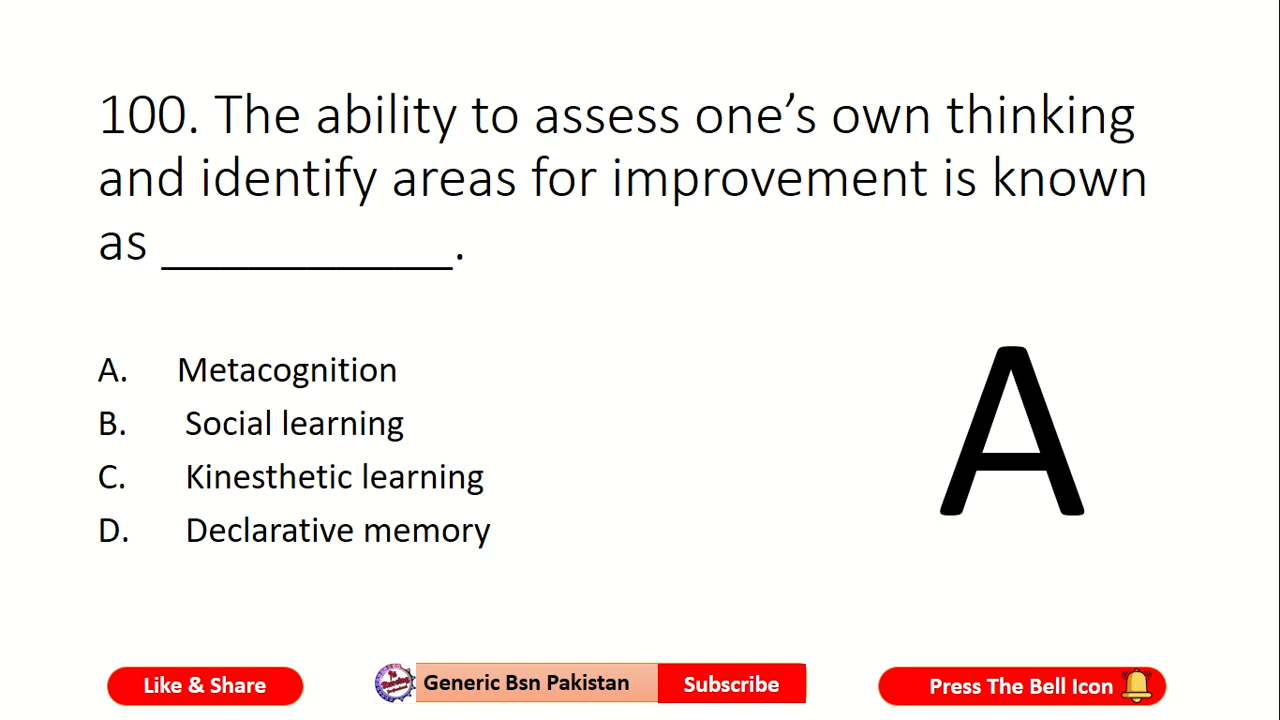 100. The ability to assess one’s own thinking
and identify areas for improvement is known
as ___________.
A. Metacognition
B. Social learning
C. Kinesthetic learning
D. Declarative memory
A
Like & Share
Generic Bsn Pakistan
Subscribe
Press The Bell Icon